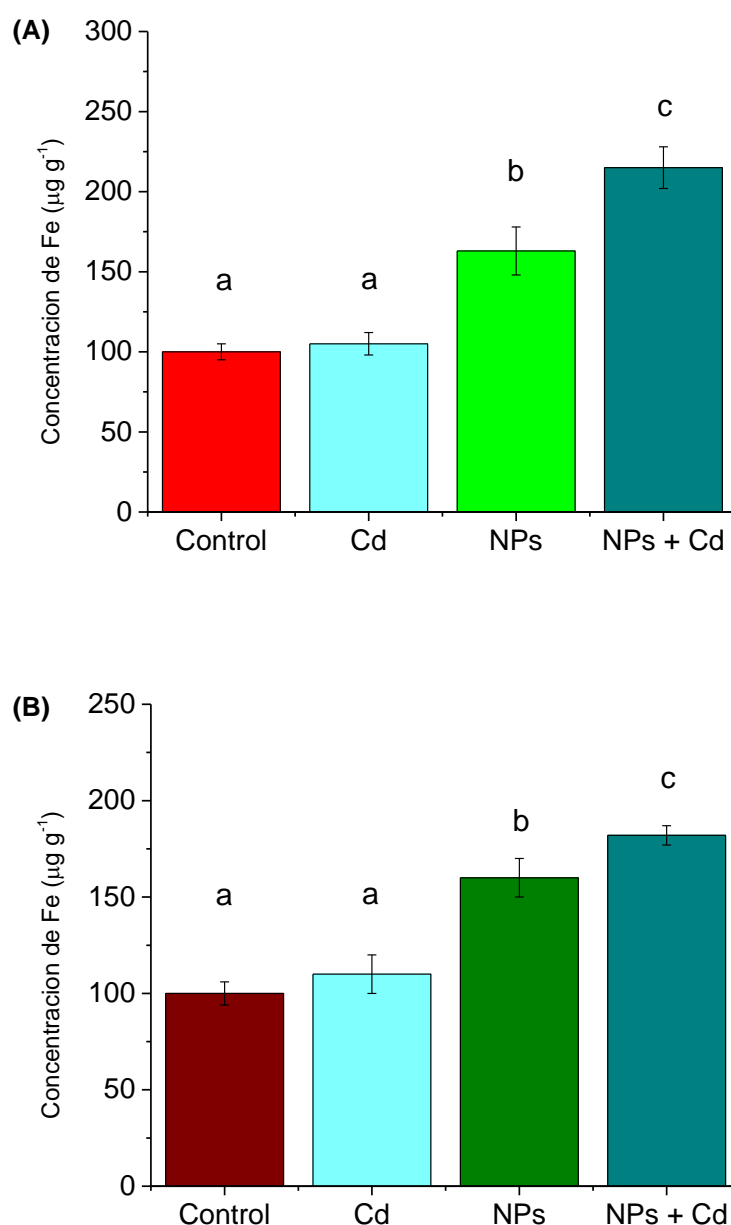 (A)
Concentracion de Fe (µg g-1)
300
250
200
150
100
50
0
a
a
b
c
Control Cd NPs NPs + Cd
(B)
Concentracion de Fe (µg g-1)
250
200
150
100
50
0
a
a
b
c
Control Cd NPs NPs + Cd